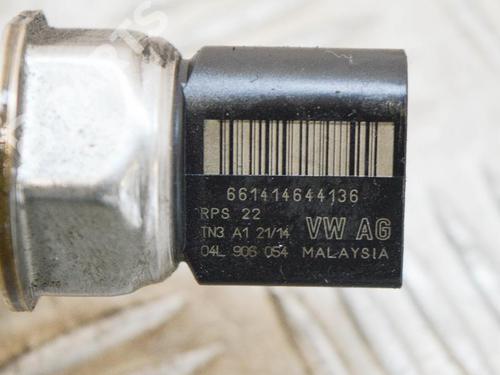 661414644136
RPS 22
TN3 A1 21/14 VW AG
04L 906 054 MALAYSIA